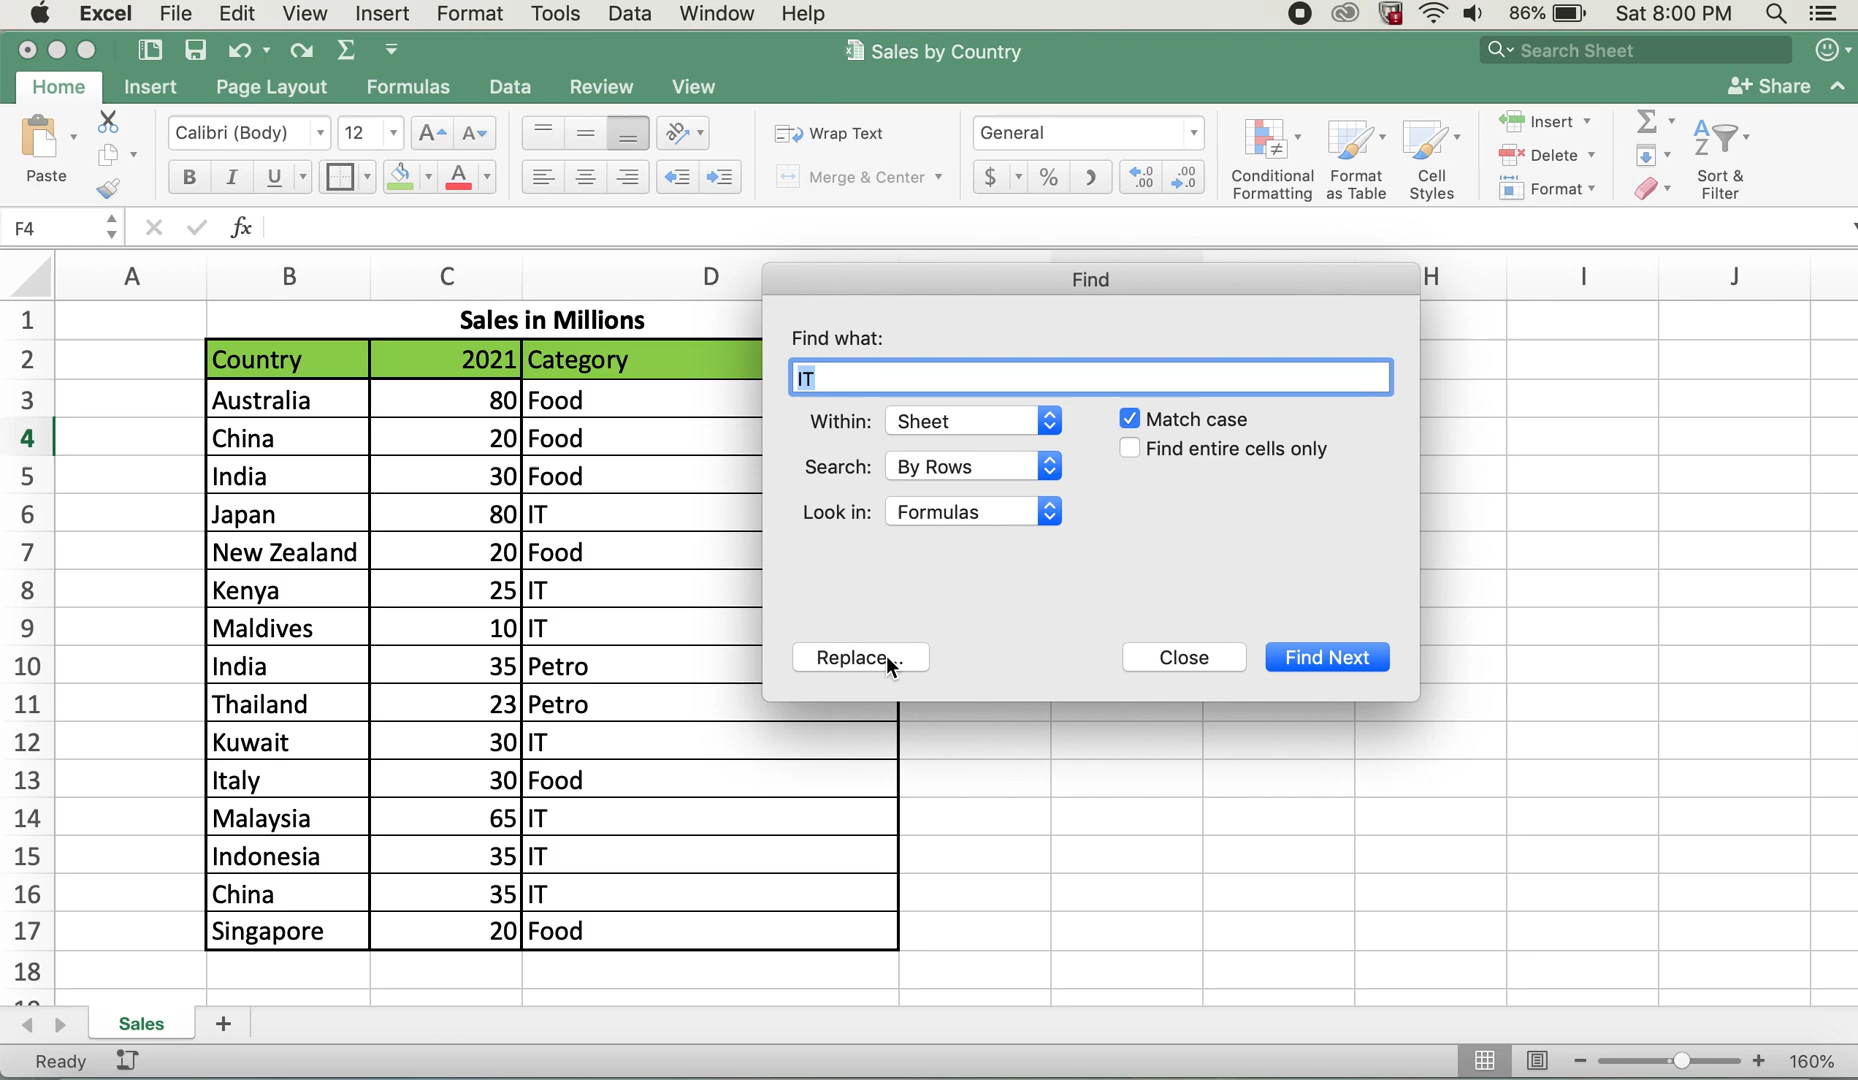 Excel File Edit View Insert Format Tools Data Window Help 86% Sat 8:00 PM
Sales by Country Search Sheet
Home Insert Page Layout Formulas Data Review View Share
Calibri (Body) 12 A A Wrap Text General Insert
Delete
Paste B I U A Merge & Center $ % .0 .00 .00 .0 Conditional Formatting Format as Table Cell Styles Format Sort & Filter
F4 fx
A B C D H I J
1 Sales in Millions
2 Country 2021 Category
3 Australia 80 Food
4 China 20 Food
5 India 30 Food
6 Japan 80 IT
7 New Zealand 20 Food
8 Kenya 25 IT
9 Maldives 10 IT
10 India 35 Petro
11 Thailand 23 Petro
12 Kuwait 30 IT
13 Italy 30 Food
14 Malaysia 65 IT
15 Indonesia 35 IT
16 China 35 IT
17 Singapore 20 Food
18
Find
Find what:
IT
Within: Sheet Match case
Find entire cells only
Search: By Rows
Look in: Formulas
Replace... Close Find Next
Sales +
Ready 160%